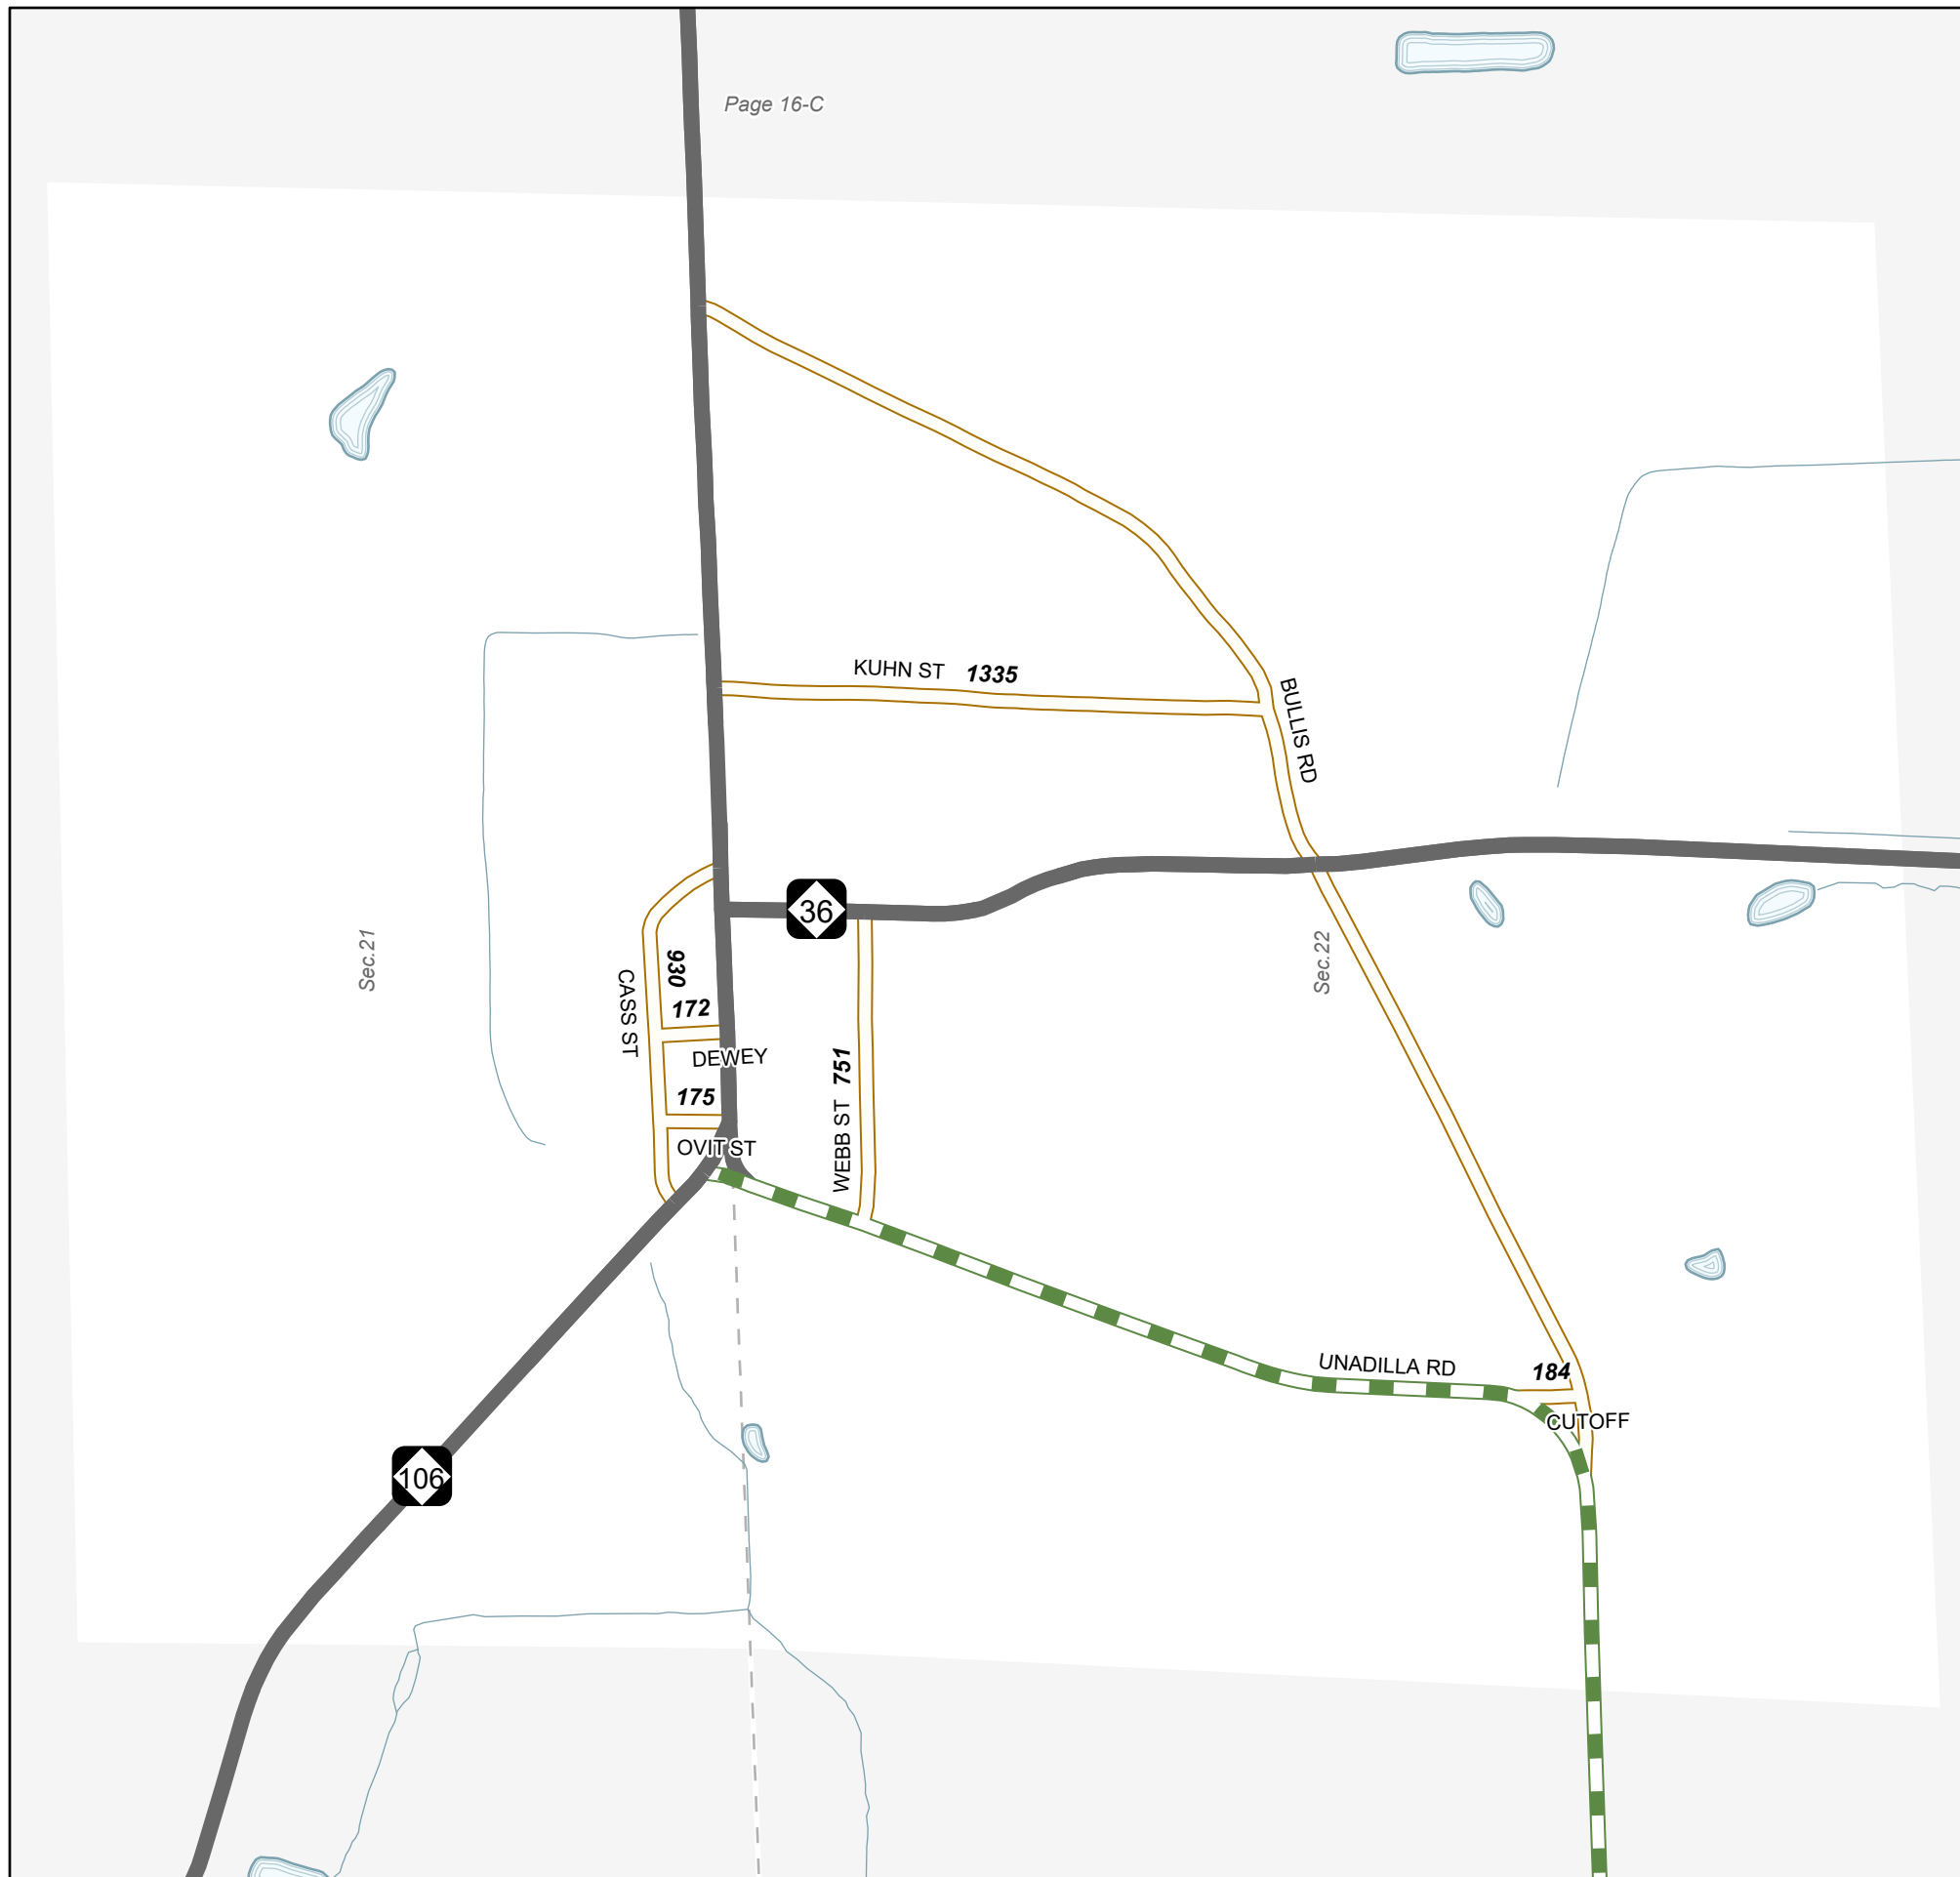 Page 16-C
KUHN ST 1335
BULLIS RD
36
Sec.21
930
CASS ST
172
Sec.22
DEWEY
WEBB ST 751
175
OVIT ST
UNADILLA RD
184
CUTOFF
106